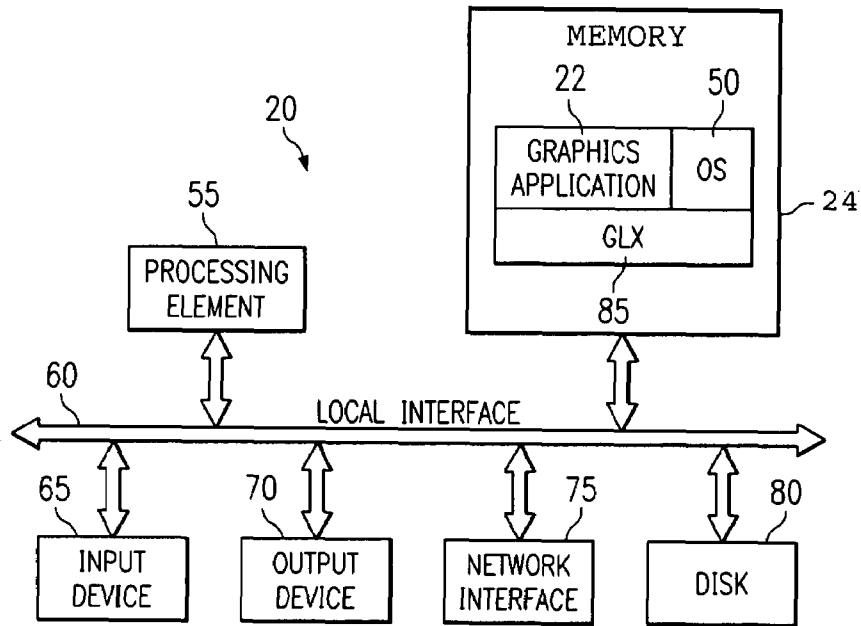 MEMORY
22
50
20
GRAPHICS
APPLICATION
OS
24
55
GLX
PROCESSING
ELEMENT
85
60
LOCAL INTERFACE
65
70
75
80
INPUT
DEVICE
OUTPUT
DEVICE
NETWORK
INTERFACE
DISK